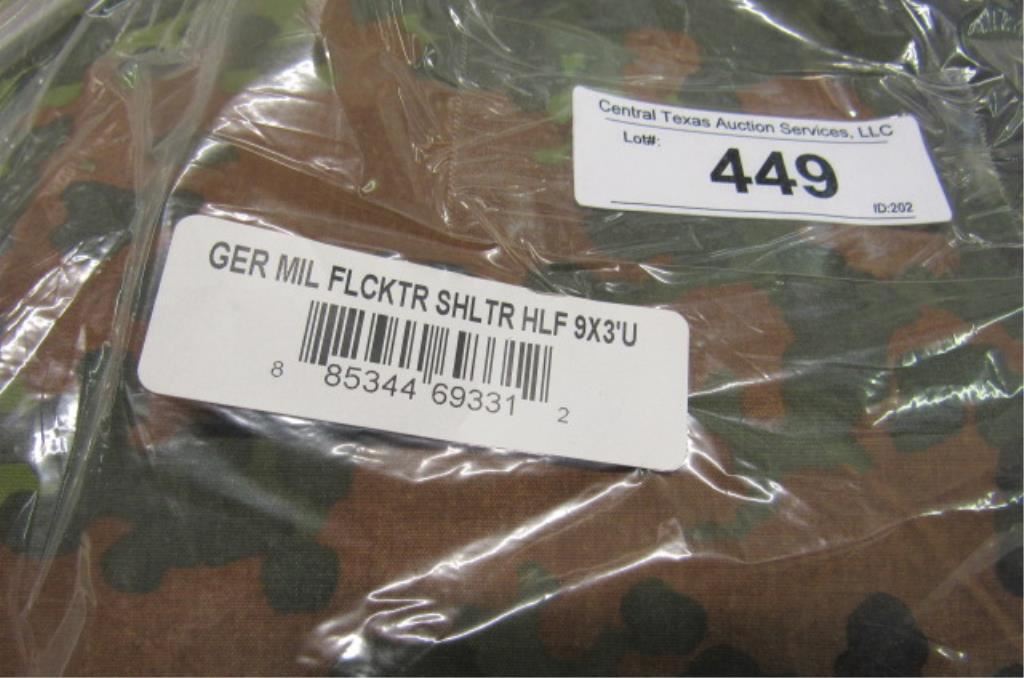 Central Texas Auction Services, LLC
Lot#:
449
ID:202
GER MIL FLCKTR SHLTR HLF 9X3'U
8 85344 69331 2